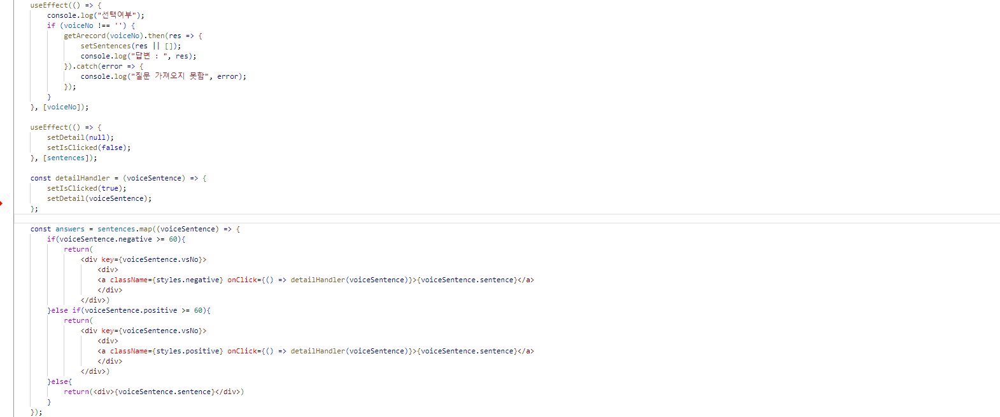 useEffect(() => {
console.log("선택여부");
if (voiceNo !== '') {
getArecord(voiceNo).then(res => {
setSentences(res || []);
console.log("답변 : ", res);
}).catch(error => {
console.log("질문 가져오지 못함", error);
});
}
}, [voiceNo]);
useEffect(() => {
setDetail(null);
setIsClicked(false);
}, [sentences]);
const detailHandler = (voiceSentence) => {
setIsClicked(true);
setDetail(voiceSentence);
};
const answers = sentences.map((voiceSentence) => {
if(voiceSentence.negative >= 60){
return(
<div key={voiceSentence.vsNo}>
<div>
<a className={styles.negative} onClick={() => detailHandler(voiceSentence)}>{voiceSentence.sentence}</a>
</div>
</div>)
}else if(voiceSentence.positive >= 60){
return(
<div key={voiceSentence.vsNo}>
<div>
<a className={styles.positive} onClick={() => detailHandler(voiceSentence)}>{voiceSentence.sentence}</a>
</div>
</div>)
}else{
return(<div>{voiceSentence.sentence}</div>)
}
});